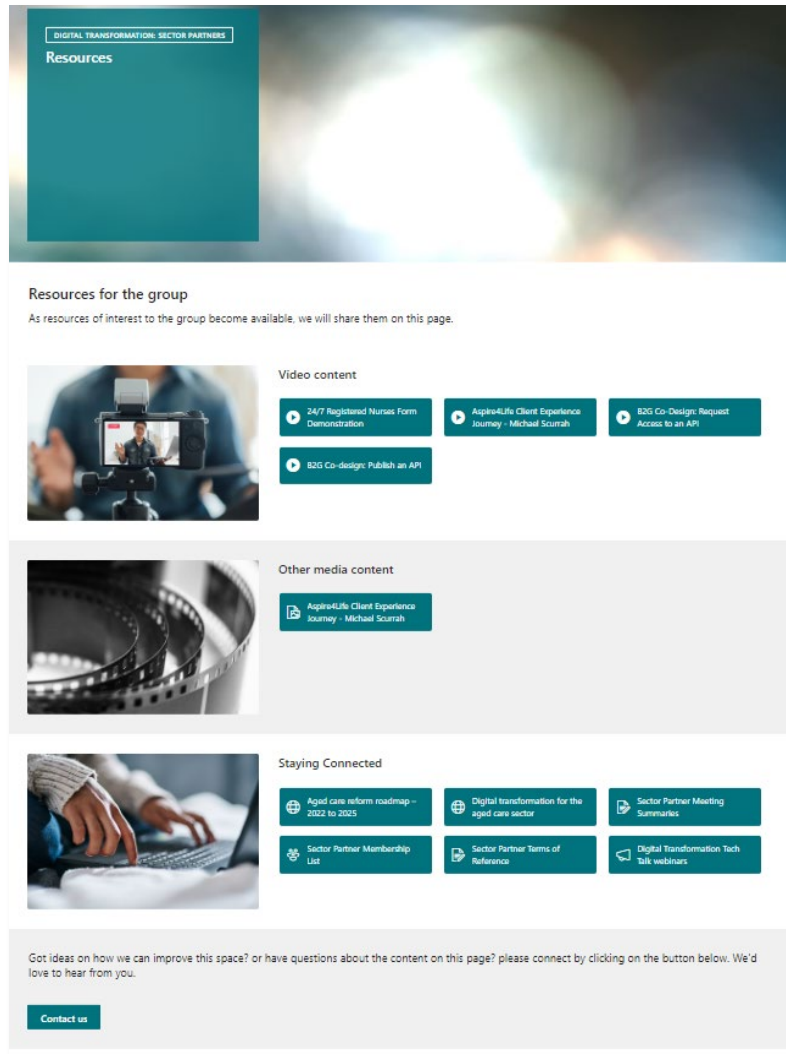 DIGITAL TRANSFORMATION: SECTOR PARTNERS
Resources
Resources for the group
As resources of interest to the group become available, we will share them on this page.
Video content
24/7 Registered Nurses Form
Demonstration
Aspire4Life Client Experience
Journey - Michael Scurrah
B2G Co-Design: Request
Access to an API
B2G Co-design: Publish an API
Other media content
Aspire4Life Client Experience
Journey - Michael Scurrah
Staying Connected
Aged care reform roadmap –
2022 to 2025
Digital transformation for the
aged care sector
Sector Partner Meeting
Summaries
Sector Partner Membership
List
Sector Partner Terms of
Reference
Digital Transformation Tech
Talk webinars
Got ideas on how we can improve this space? or have questions about the content on this page? please connect by clicking on the button below. We'd
love to hear from you.
Contact us